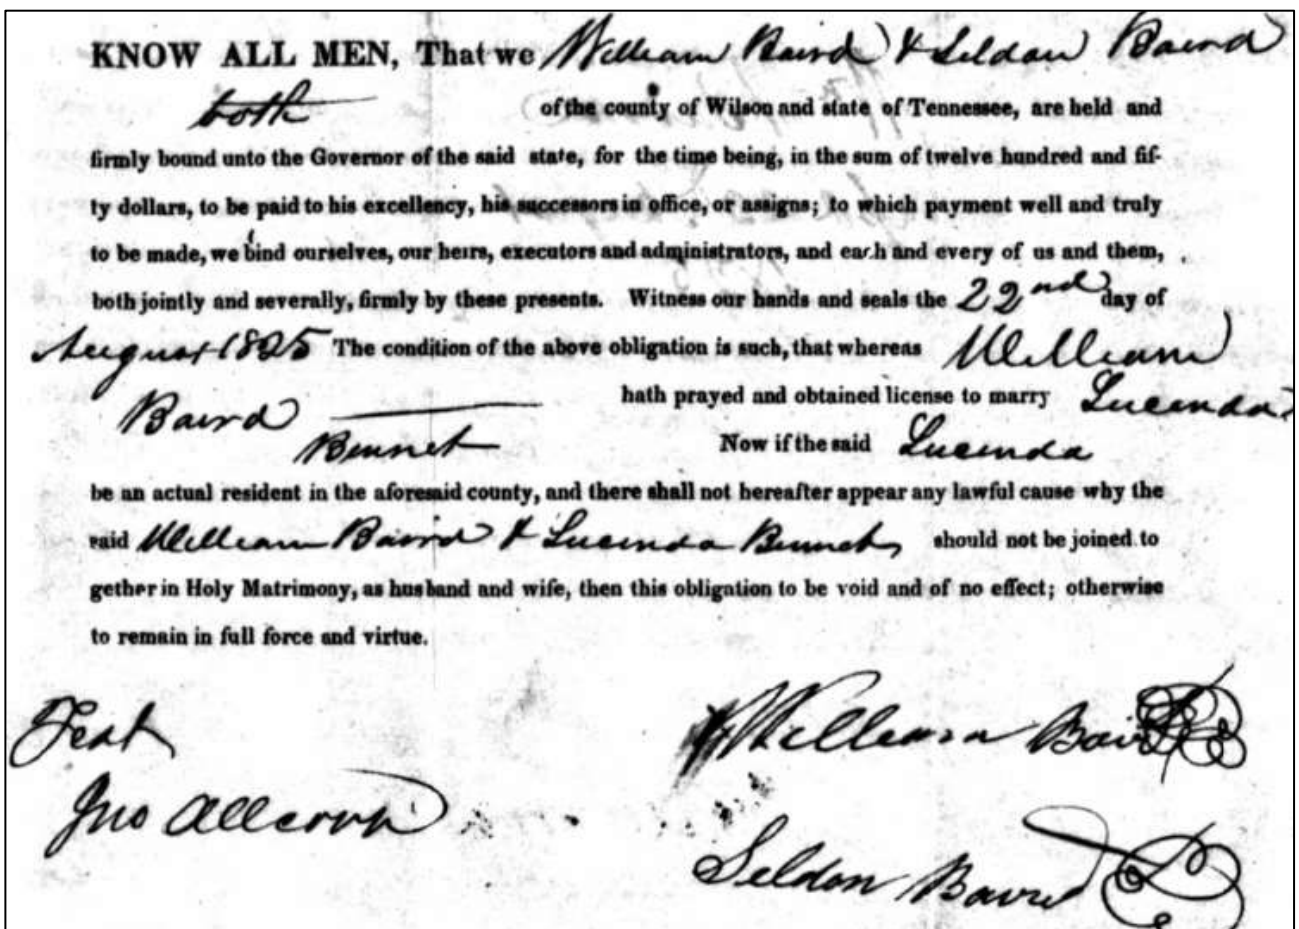 KNOW ALL MEN, That we William Baird & Seldon Baird
both of the county of Wilson and state of Tennessee, are held and
firmly bound unto the Governor of the said state, for the time being, in the sum of twelve hundred and fif-
ty dollars, to be paid to his excellency, his successors in office, or assigns; to which payment well and truly
to be made, we bind ourselves, our heirs, executors and administrators, and each and every of us and them,
both jointly and severally, firmly by these presents. Witness our hands and seals the 22nd day of
August 1825 The condition of the above obligation is such, that whereas William
Baird hath prayed and obtained license to marry Lucinda
Bennet Now if the said Lucinda
be an actual resident in the aforesaid county, and there shall not hereafter appear any lawful cause why the
said William Baird & Lucinda Bennet should not be joined to
gether in Holy Matrimony, as husband and wife, then this obligation to be void and of no effect; otherwise
to remain in full force and virtue.
Test
William Baird
Jno Allcorn
Seldon Baird